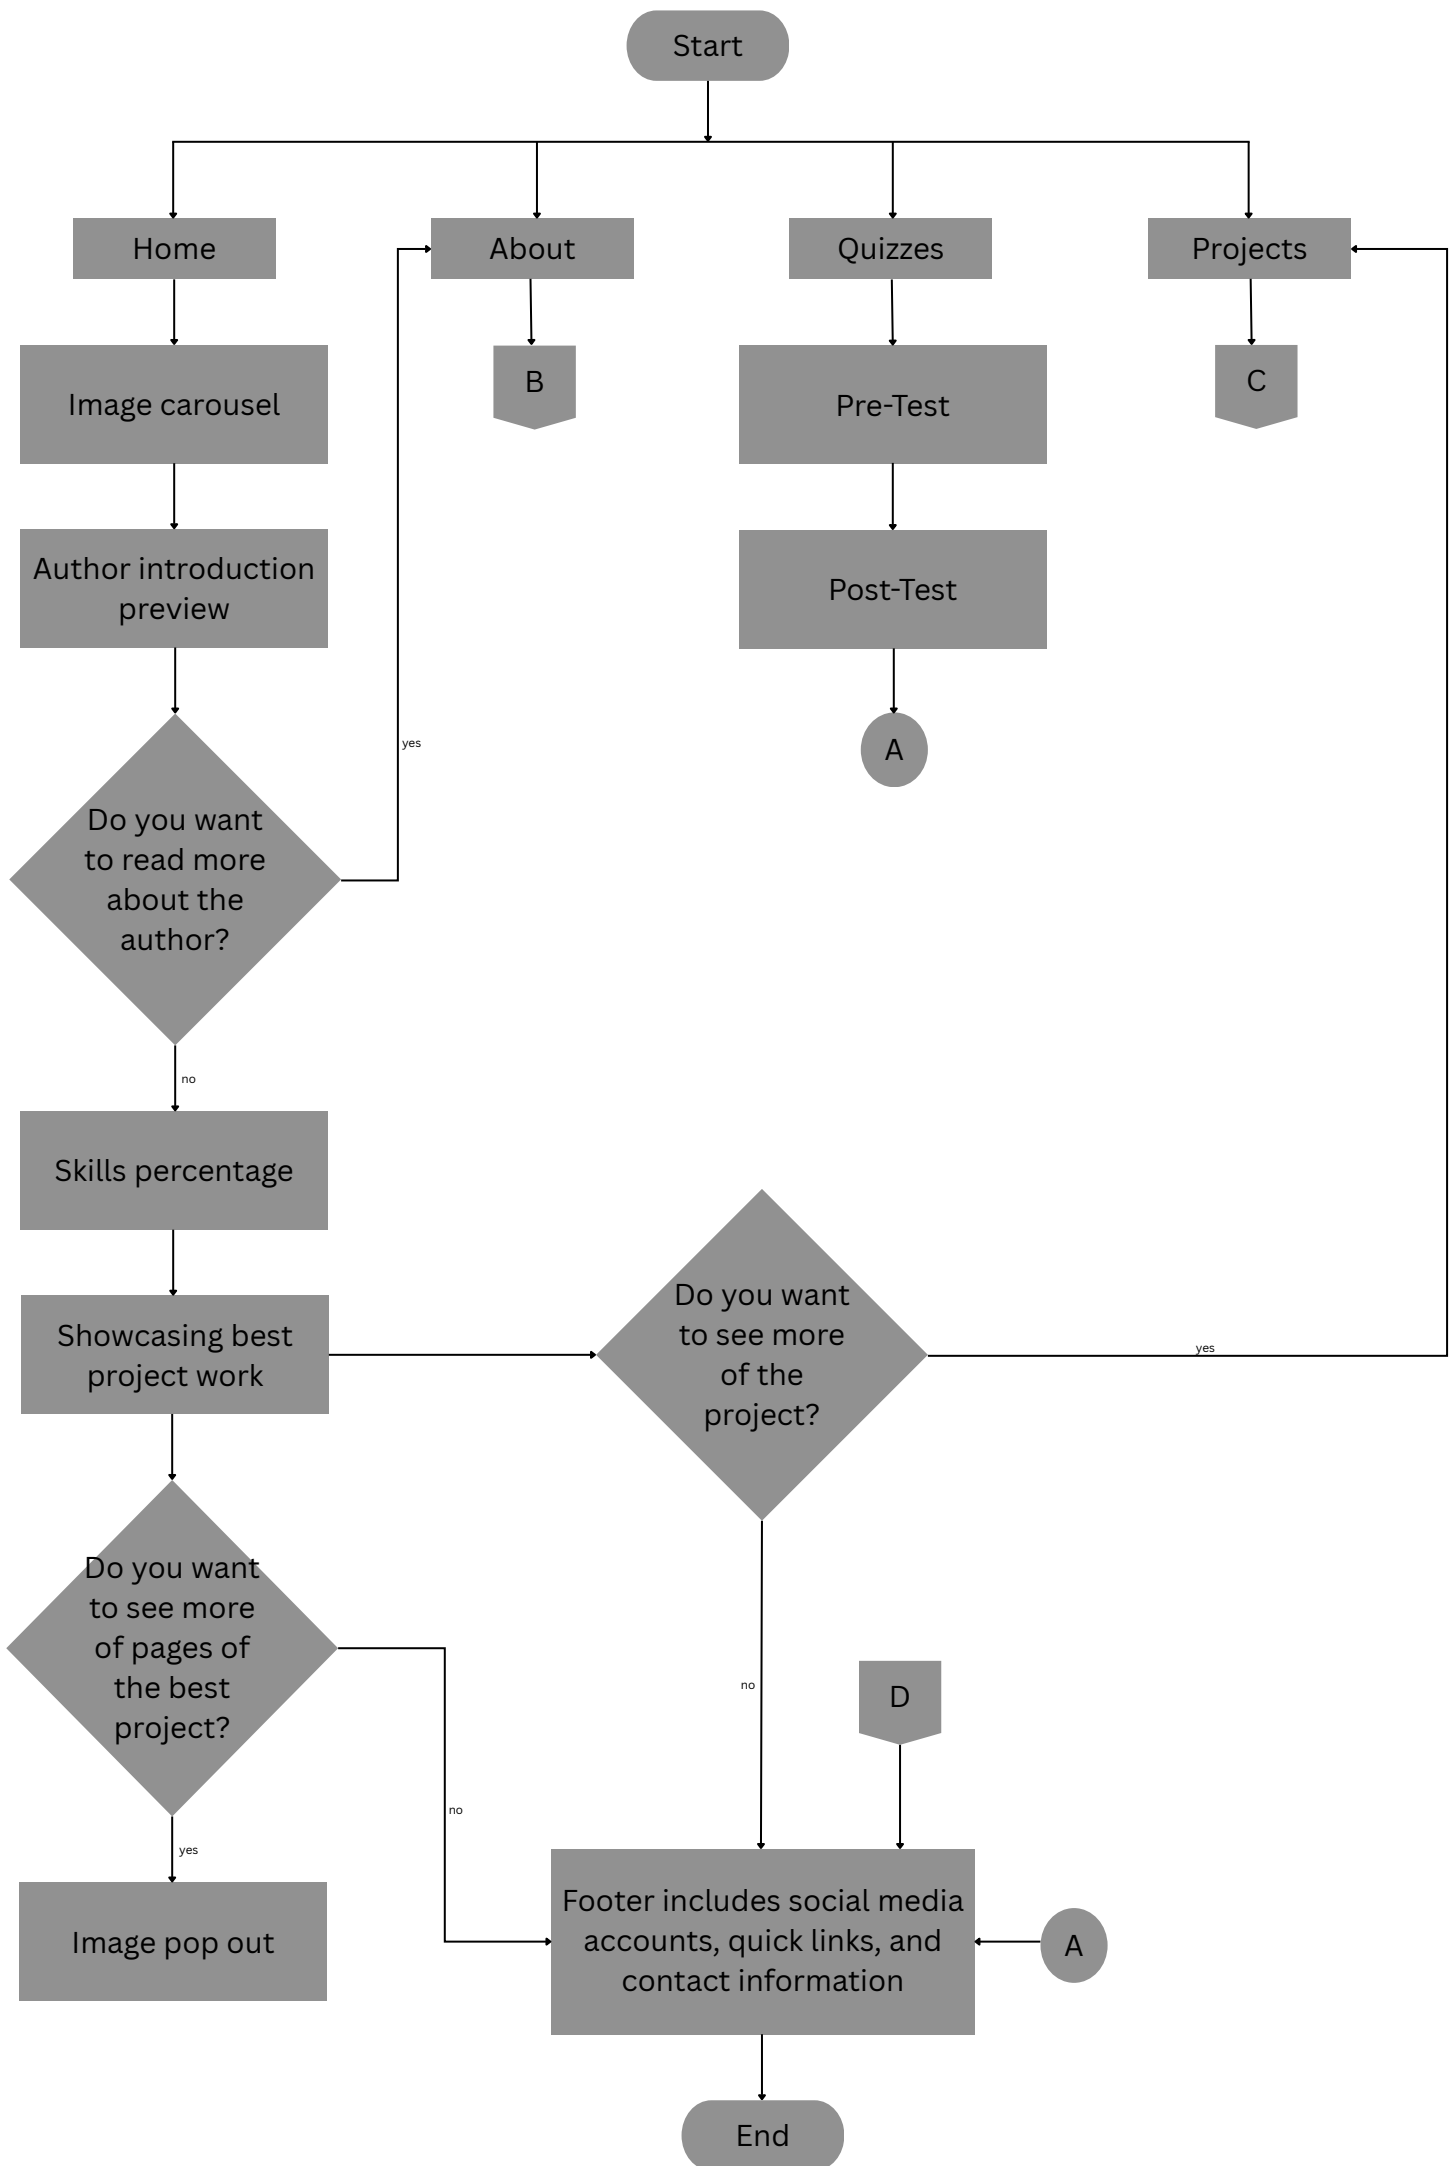 Start
Home
About
Quizzes
Projects
Image carousel
B
Pre-Test
C
Author introduction
preview
Post-Test
yes
A
Do you want
to read more
about the
author?
no
Skills percentage
Showcasing best
project work
Do you want
to see more
of the
project?
yes
Do you want
to see more
of pages of
the best
project?
no
D
no
yes
Image pop out
Footer includes social media
accounts, quick links, and
contact information
A
End